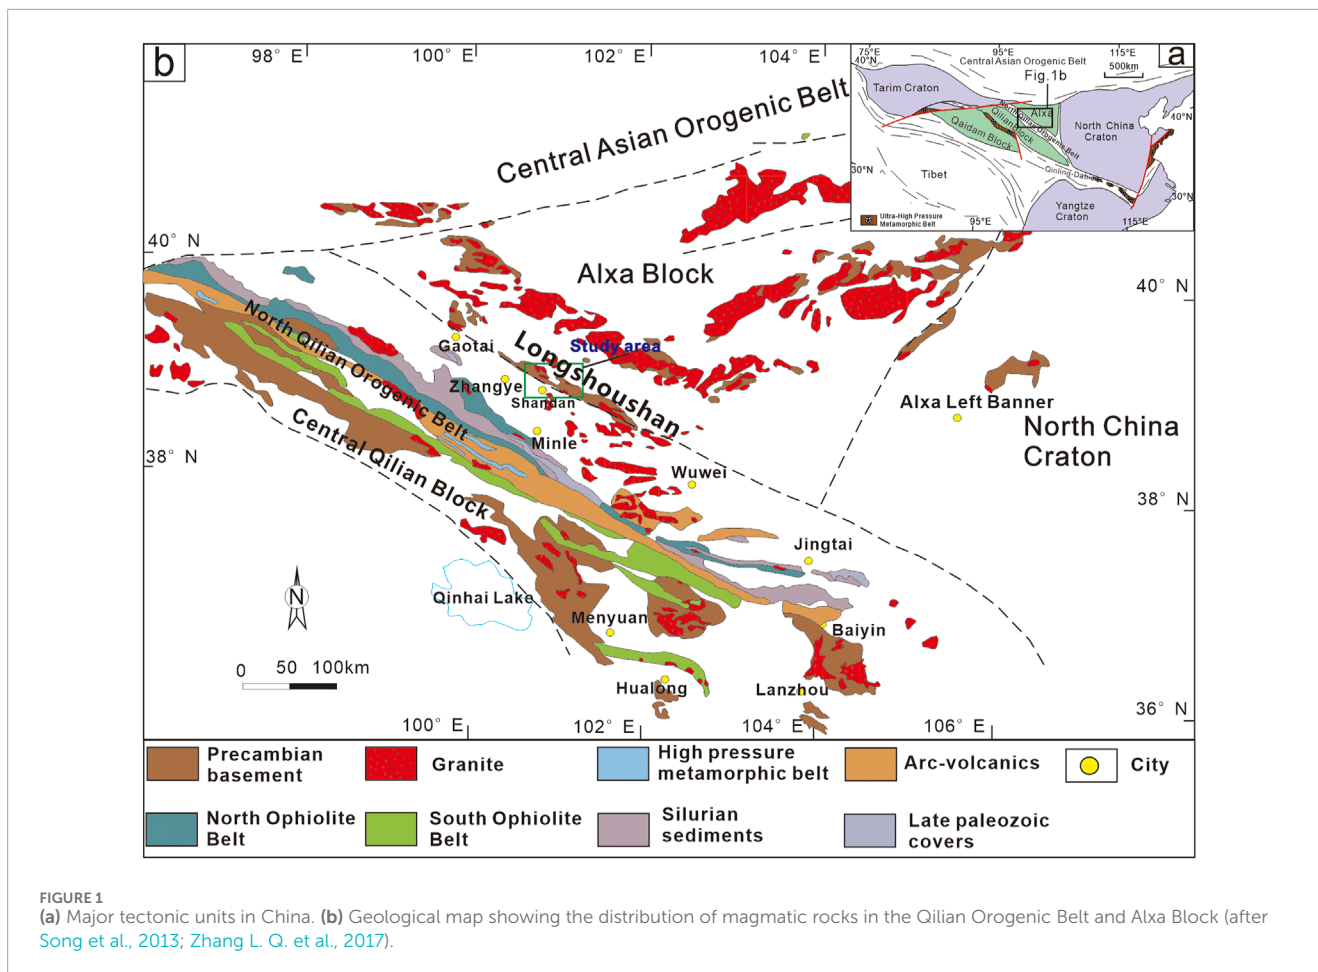 b
98° E
100° E
102° E
104° E
a
75°E
40°N
95°E
115°E
Central Asian Orogenic Belt
500km
Fig.1b
Tarim Craton
Alxa
North Qilian Orogenic Belt
Qilian Block
Qaidam Block
North China
Craton
40°N
30°N
Tibet
Qinling-Dabie
30°N
Yangtze
Craton
Ultra-High Pressure
Metamorphic Belt
95°E
115°E
Central Asian Orogenic Belt
40° N
Alxa Block
40° N
North Qilian Orogenic Belt
Longshoushan
Study area
Gaotai
Zhangye
Shandan
Minle
Alxa Left Banner
North China
Craton
Central Qilian Block
38° N
Wuwei
38° N
Jingtai
N
Qinhai Lake
Menyuan
Baiyin
0 50 100km
Hualong
Lanzhou
36° N
100° E
102° E
104° E
106° E
Precambian
basement
Granite
High pressure
metamorphic belt
Arc-volcanics
City
North Ophiolite
Belt
South Ophiolite
Belt
Silurian
sediments
Late paleozoic
covers
FIGURE 1
(a) Major tectonic units in China. (b) Geological map showing the distribution of magmatic rocks in the Qilian Orogenic Belt and Alxa Block (after
Song et al., 2013; Zhang L. Q. et al., 2017).